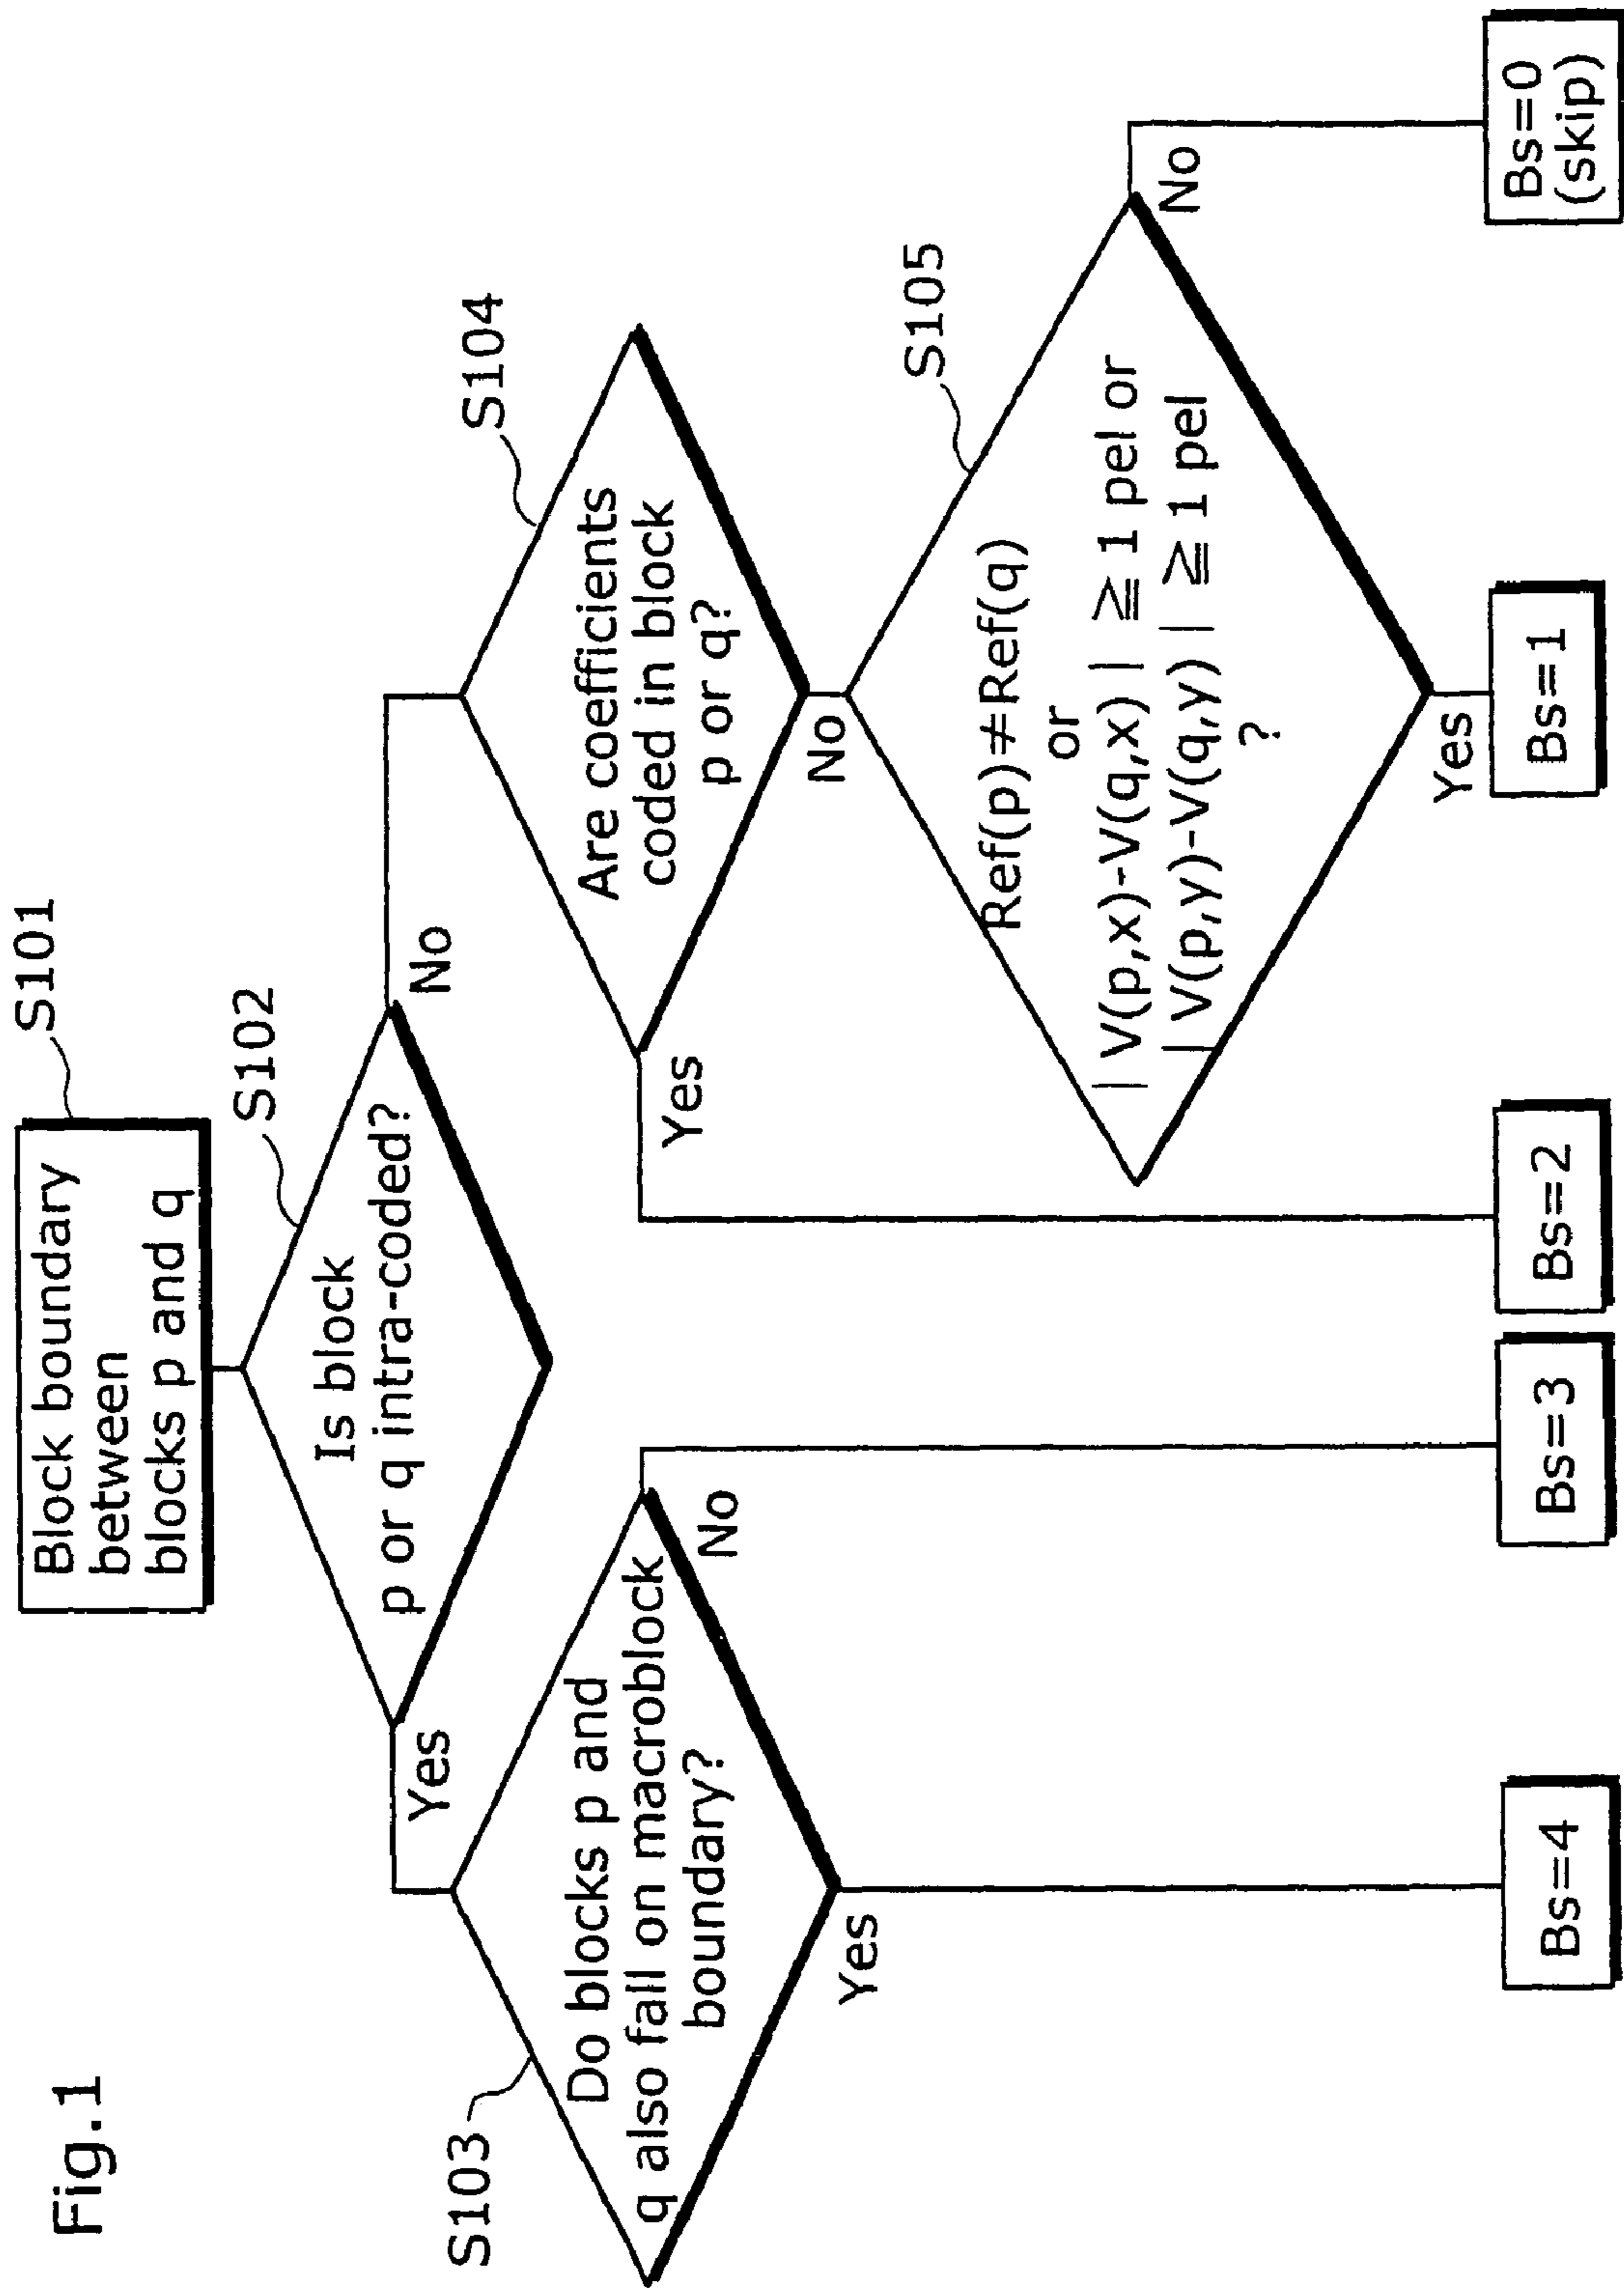 Fig.1
Block boundary
between
blocks p and q
S101
Is block
p or q intra-coded?
S102
Yes
No
S103
Do blocks p and
q also fall on macroblock
boundary?
No
Yes
Are coefficients
coded in block
p or q?
S104
Yes
No
Ref(p)≠Ref(q)
or
|V(p,x)-V(q,x)|≧1 pel or
|V(p,y)-V(q,y)|≧1 pel
?
S105
No
Yes
Bs=4
Bs=3
Bs=2
Bs=1
Bs=0
(skip)